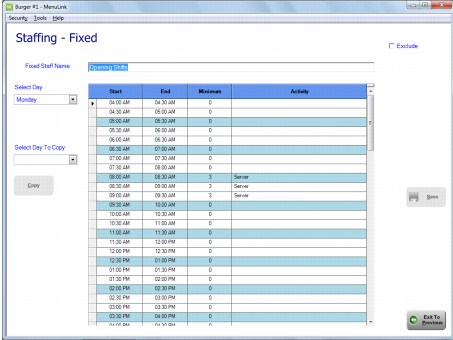 Burger #1 - MenuLink
Security Tools Help
Staffing - Fixed
Exclude
Fixed Staff Name: Opening Shifts
Select Day
Monday
Select Day To Copy
Copy
Start End Minimum Activity
04:00 AM 04:30 AM 0
04:30 AM 05:00 AM 0
05:00 AM 05:30 AM 0
05:30 AM 06:00 AM 0
06:00 AM 06:30 AM 0
06:30 AM 07:00 AM 0
07:00 AM 07:30 AM 0
07:30 AM 08:00 AM 0
08:00 AM 08:30 AM 3 Server
08:30 AM 09:00 AM 3 Server
09:00 AM 09:30 AM 3 Server
09:30 AM 10:00 AM 0
10:00 AM 10:30 AM 0
10:30 AM 11:00 AM 0
11:00 AM 11:30 AM 0
11:30 AM 12:00 PM 0
12:00 PM 12:30 PM 0
12:30 PM 01:00 PM 0
01:00 PM 01:30 PM 0
01:30 PM 02:00 PM 0
02:00 PM 02:30 PM 0
02:30 PM 03:00 PM 0
03:00 PM 03:30 PM 0
03:30 PM 04:00 PM 0
04:00 PM 04:30 PM 0
Save
Exit To
Previous